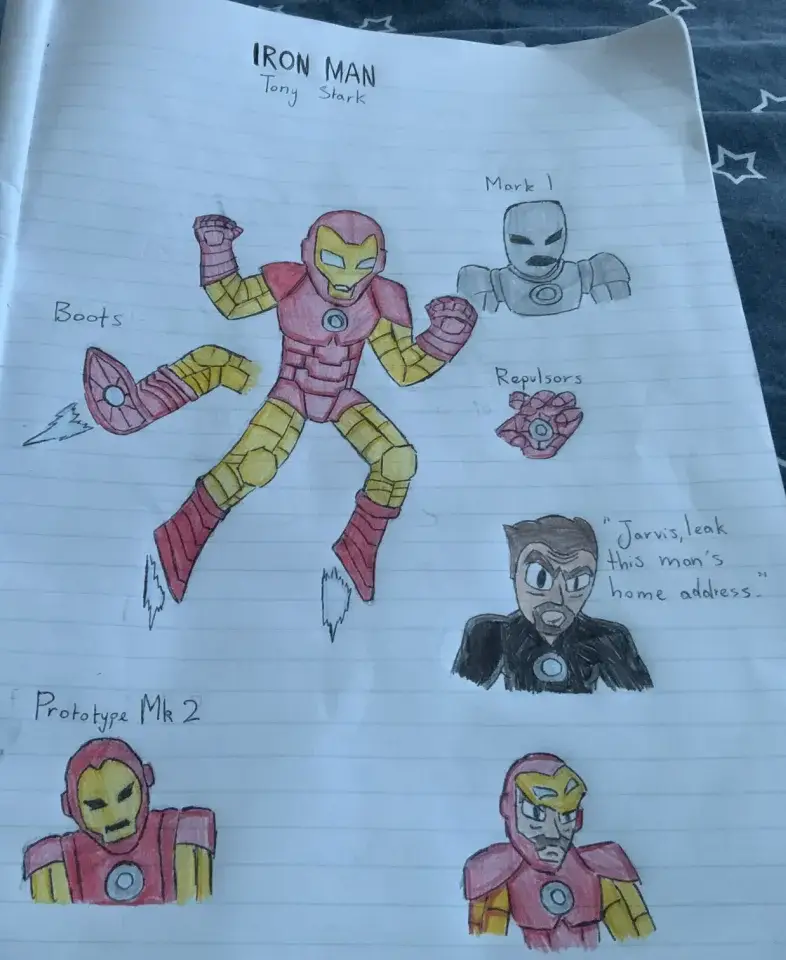 IRON MAN
Tony Stark
Mark 1
Boots
Repulsors
"Jarvis, leak
this man's
home address."
Prototype Mk 2